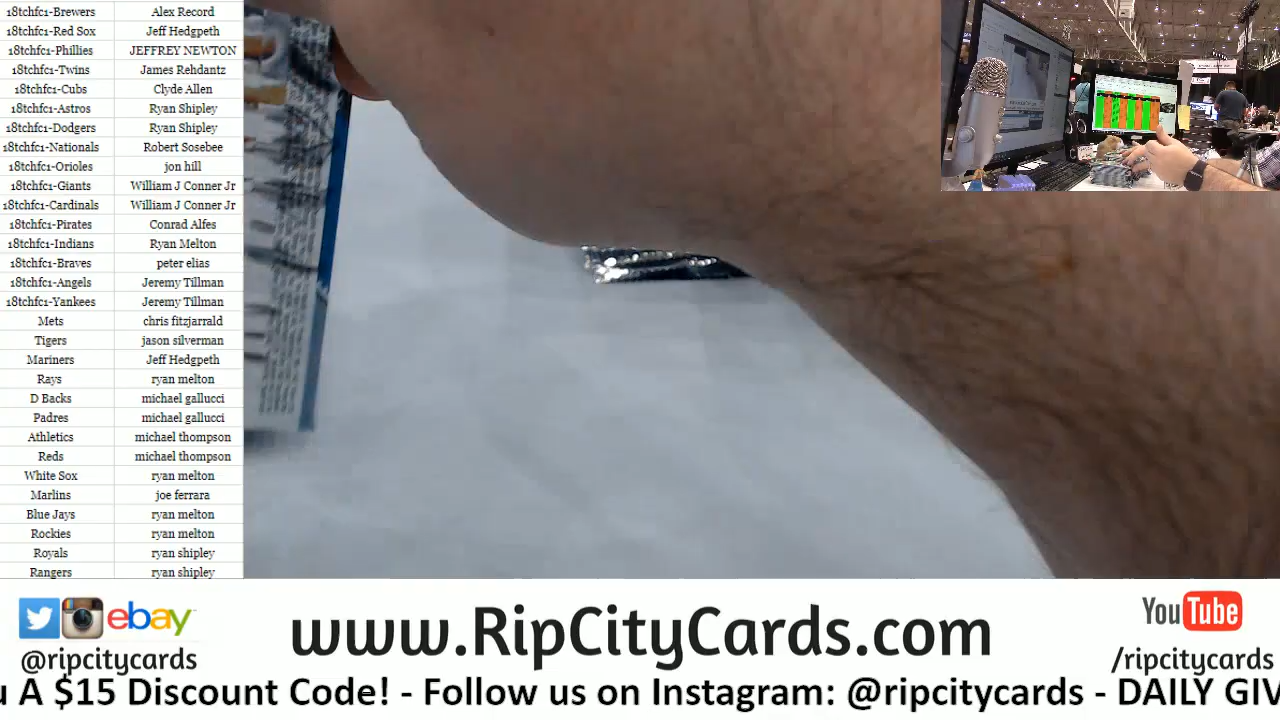 18tchfc1-Brewers Alex Record
18tchfc1-Red Sox Jeff Hedgpeth
18tchfc1-Phillies JEFFREY NEWTON
18tchfc1-Twins James Rehdantz
18tchfc1-Cubs Clyde Allen
18tchfc1-Astros Ryan Shipley
18tchfc1-Dodgers Ryan Shipley
18tchfc1-Nationals Robert Sosebee
18tchfc1-Orioles jon hill
18tchfc1-Giants William J Conner Jr
18tchfc1-Cardinals William J Conner Jr
18tchfc1-Pirates Conrad Alfes
18tchfc1-Indians Ryan Melton
18tchfc1-Braves peter elias
18tchfc1-Angels Jeremy Tillman
18tchfc1-Yankees Jeremy Tillman
Mets chris fitzjarrald
Tigers jason silverman
Mariners Jeff Hedgpeth
Rays ryan melton
D Backs michael gallucci
Padres michael gallucci
Athletics michael thompson
Reds michael thompson
White Sox ryan melton
Marlins joe ferrara
Blue Jays ryan melton
Rockies ryan melton
Royals ryan shipley
Rangers ryan shipley
ebay
@ripcitycards
www.RipCityCards.com
YouTube
/ripcitycards
u A $15 Discount Code! - Follow us on Instagram: @ripcitycards - DAILY GIV